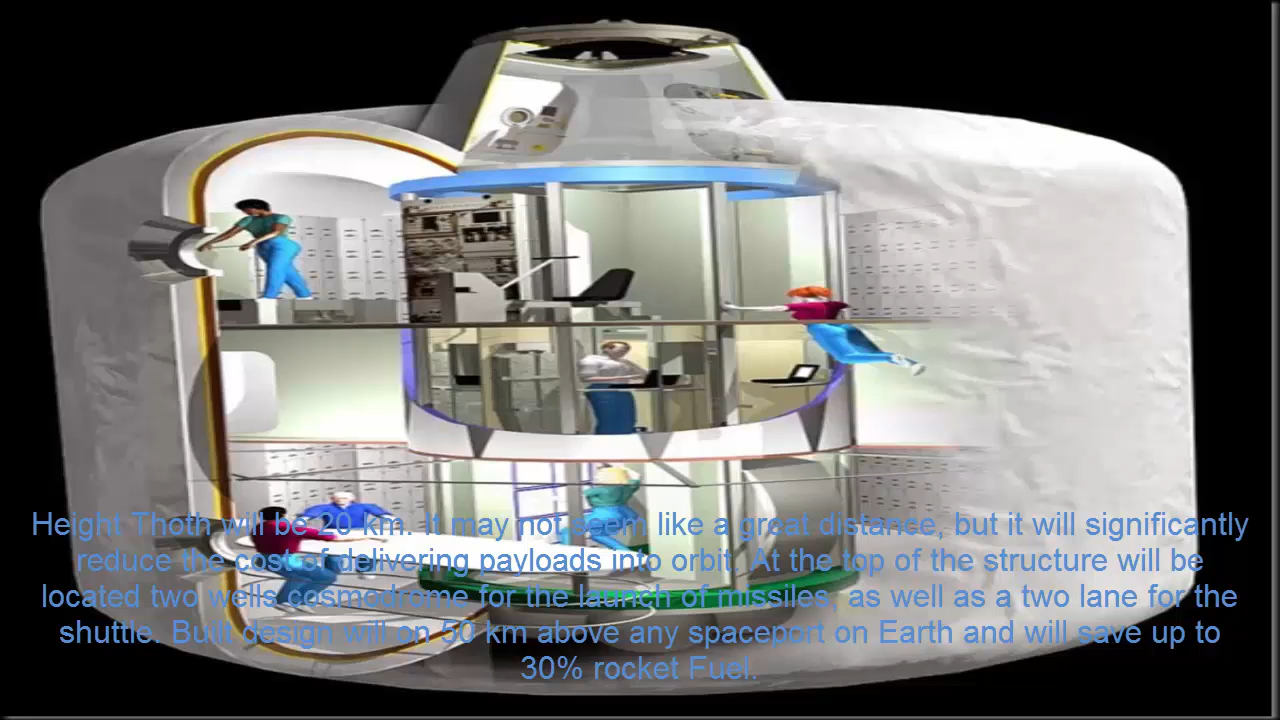 Height Thoth will be 20 km. It may not seem like a great distance, but it will significantly
reduce the cost of delivering payloads into orbit. At the top of the structure will be
located two wells cosmodrome for the launch of missiles, as well as a two lane for the
shuttle. Built design will on 50 km above any spaceport on Earth and will save up to
30% rocket Fuel.